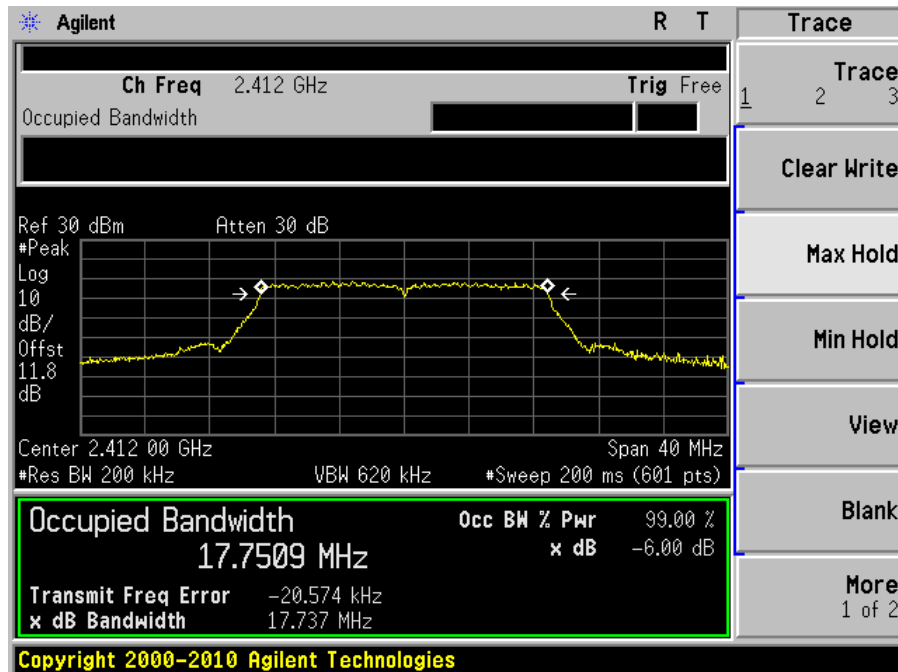 Agilent R T Trace
Ch Freq 2.412 GHz Trig Free
Occupied Bandwidth
Trace
1 2 3
Clear Write
Max Hold
Min Hold
View
Blank
More
1 of 2
Ref 30 dBm Atten 30 dB
#Peak
Log
10
dB/
Offst
11.8
dB
Center 2.412 00 GHz Span 40 MHz
#Res BW 200 kHz VBW 620 kHz #Sweep 200 ms (601 pts)
Occupied Bandwidth Occ BW % Pwr 99.00 %
17.7509 MHz x dB -6.00 dB
Transmit Freq Error -20.574 kHz
x dB Bandwidth 17.737 MHz
Copyright 2000-2010 Agilent Technologies